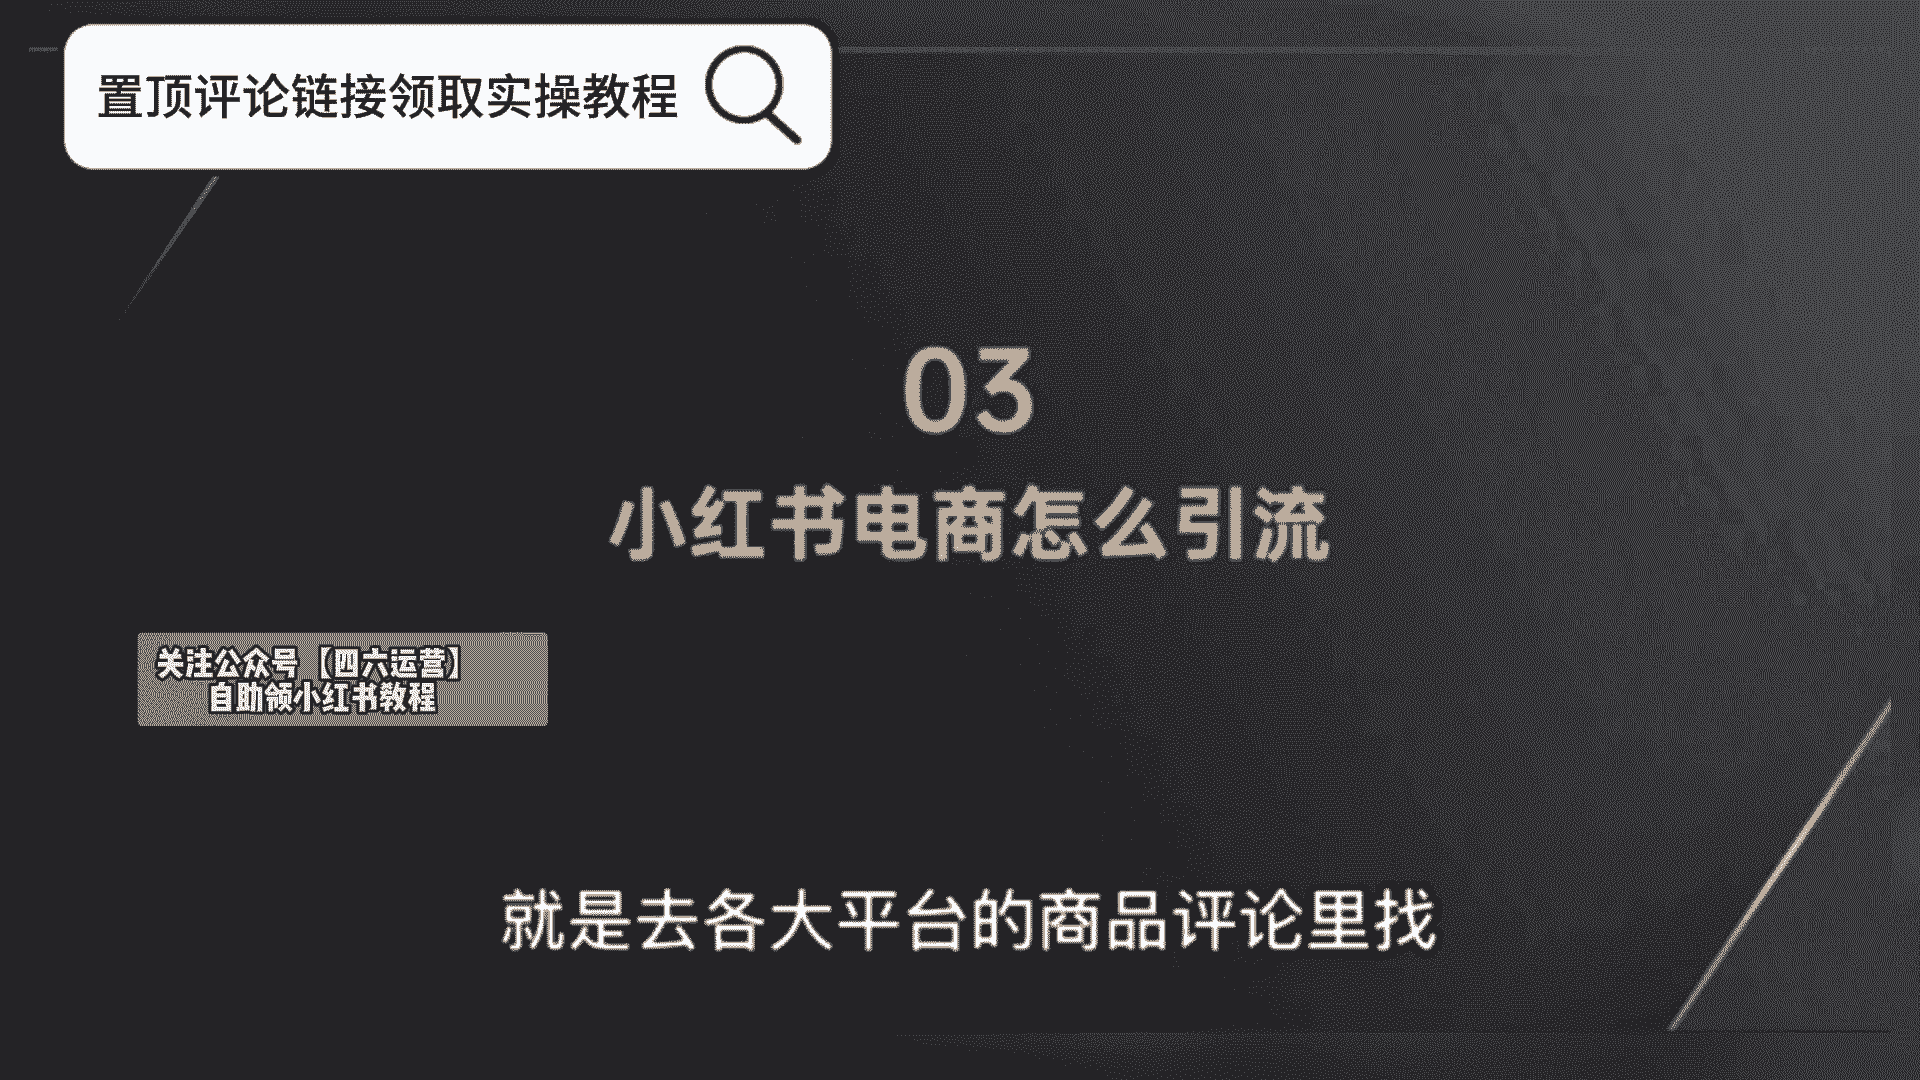 置顶评论链接领取实操教程
03
小红书电商怎么引流
关注公众号【四六运营】
自助领小红书教程
就是去各大平台的商品评论里找